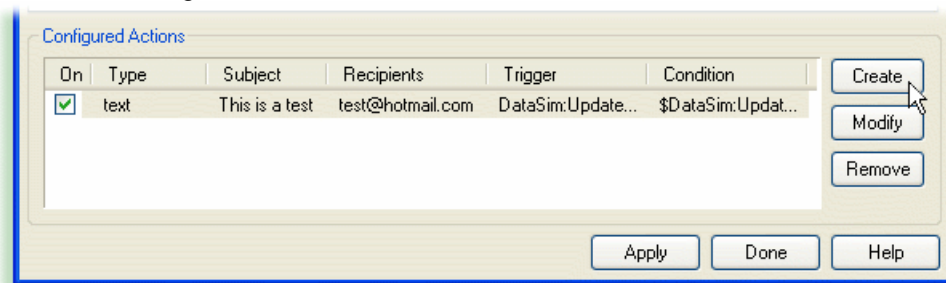 Configured Actions
On Type Subject Recipients Trigger Condition
text This is a test test@hotmail.com DataSim:Update... $DataSim:Updat...
Create
Modify
Remove
Apply Done Help